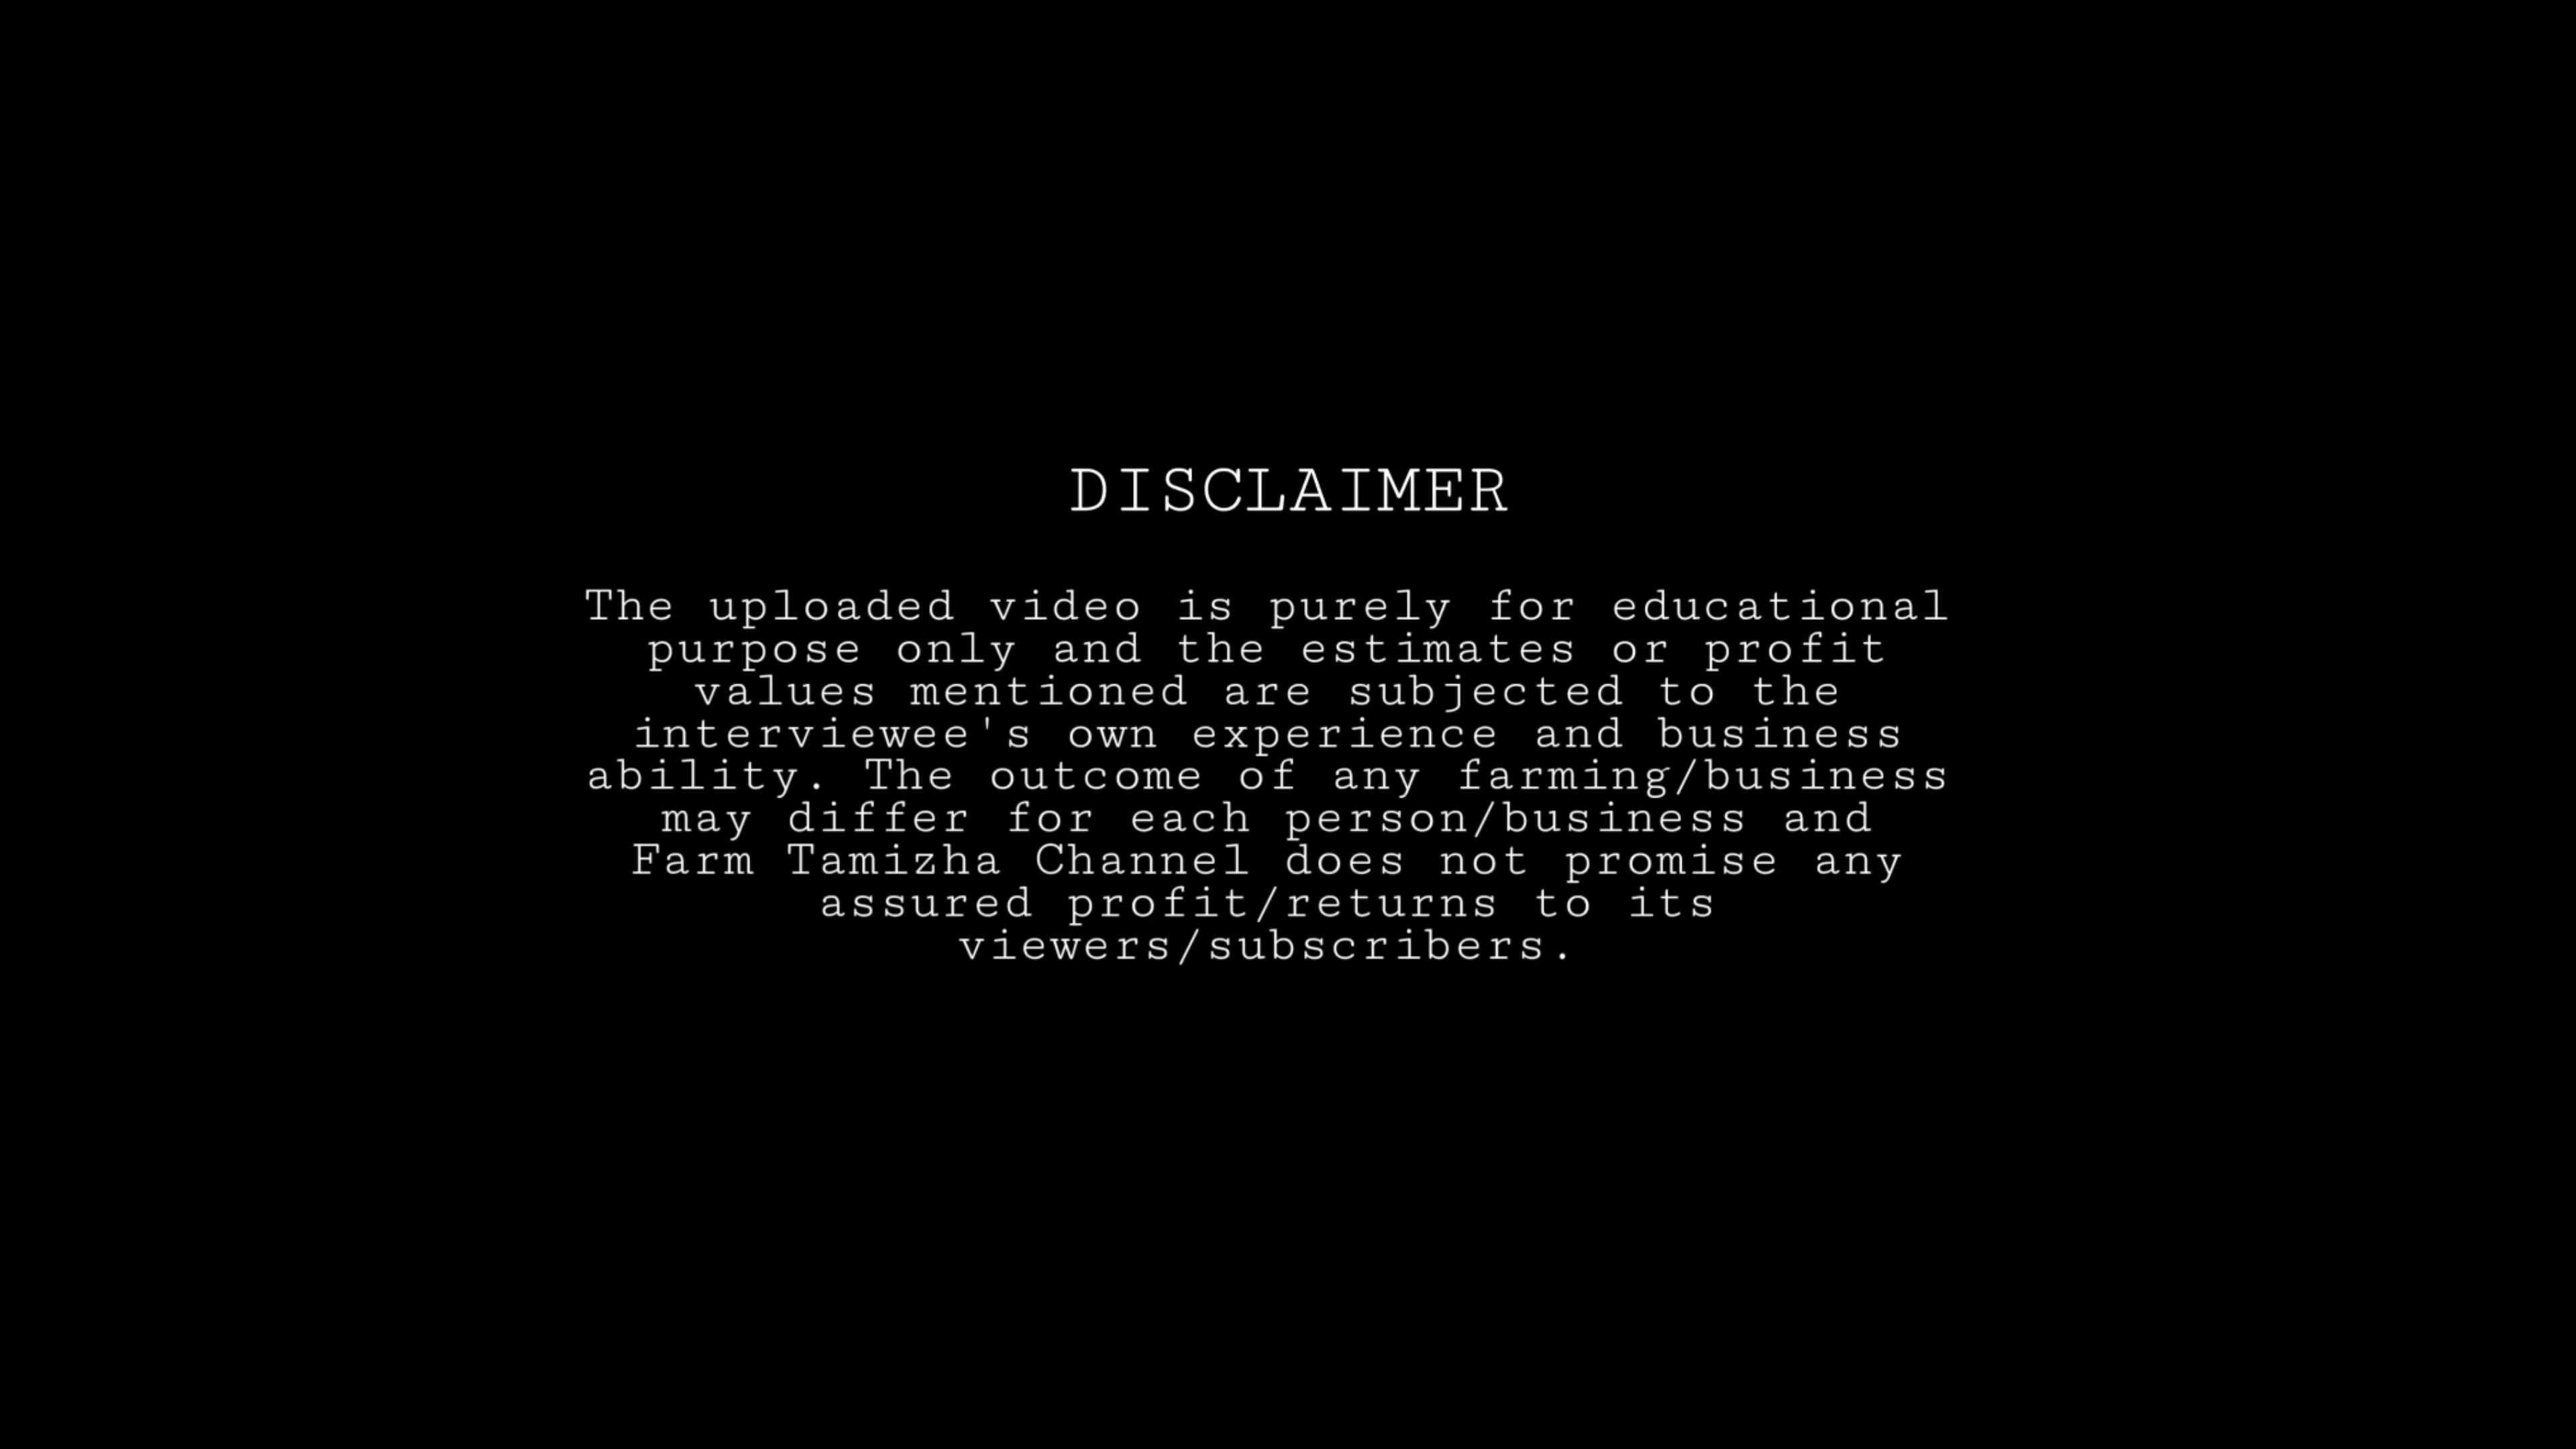 DISCLAIMER
The uploaded video is purely for educational
purpose only and the estimates or profit
values mentioned are subjected to the
interviewee's own experience and business
ability. The outcome of any farming/business
may differ for each person/business and
Farm Tamizha Channel does not promise any
assured profit/returns to its
viewers/subscribers.